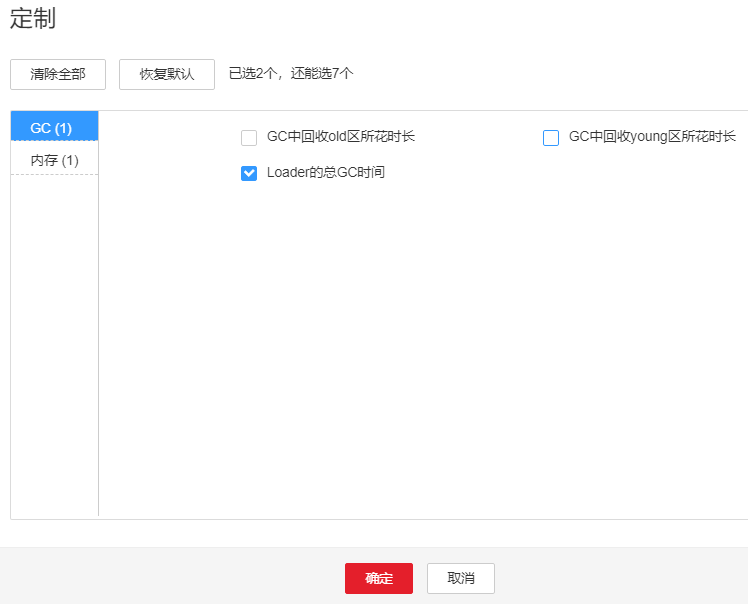 定制
清除全部 恢复默认 已选2个，还能选7个
GC (1) GC中回收old区所花时长 GC中回收young区所花时长
内存 (1) Loader的总GC时间
确定 取消